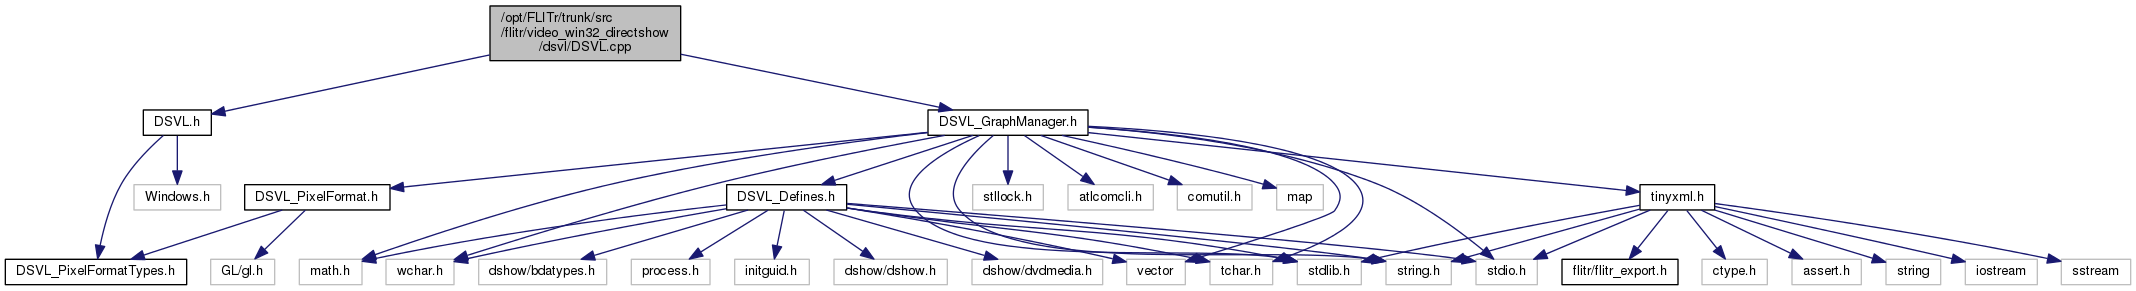 /opt/FLITr/trunk/src
/flitr/video_win32_directshow
/dsvl/DSVL.cpp
DSVL.h
DSVL_GraphManager.h
Windows.h
DSVL_PixelFormat.h
DSVL_Defines.h
stllock.h
atlcomcli.h
comutil.h
map
tinyxml.h
DSVL_PixelFormatTypes.h
GL/gl.h
math.h
wchar.h
dshow/bdatypes.h
process.h
initguid.h
dshow/dshow.h
dshow/dvdmedia.h
vector
tchar.h
stdlib.h
string.h
stdio.h
flitr/flitr_export.h
ctype.h
assert.h
string
iostream
sstream